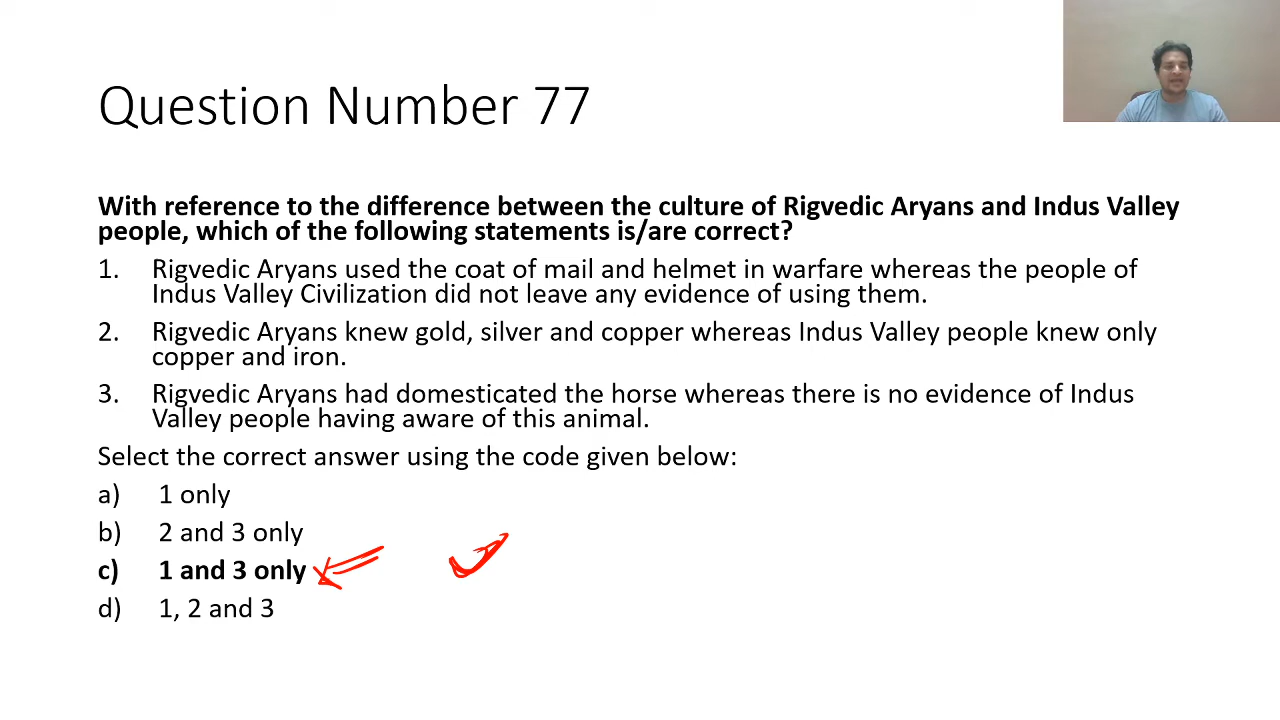 Question Number 77
With reference to the difference between the culture of Rigvedic Aryans and Indus Valley
people, which of the following statements is/are correct?
1. Rigvedic Aryans used the coat of mail and helmet in warfare whereas the people of
Indus Valley Civilization did not leave any evidence of using them.
2. Rigvedic Aryans knew gold, silver and copper whereas Indus Valley people knew only
copper and iron.
3. Rigvedic Aryans had domesticated the horse whereas there is no evidence of Indus
Valley people having aware of this animal.
Select the correct answer using the code given below:
a) 1 only
b) 2 and 3 only
c) 1 and 3 only
d) 1, 2 and 3